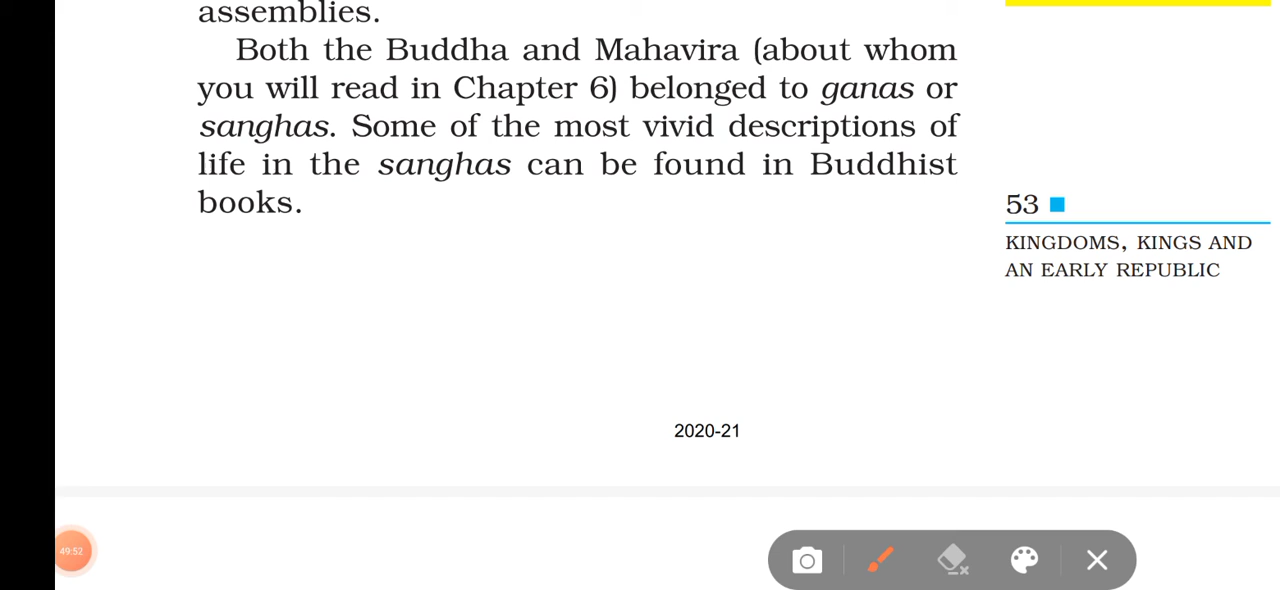 assemblies.
Both the Buddha and Mahavira (about whom
you will read in Chapter 6) belonged to ganas or
sanghas. Some of the most vivid descriptions of
life in the sanghas can be found in Buddhist
books.
53
KINGDOMS, KINGS AND
AN EARLY REPUBLIC
2020-21
49:52